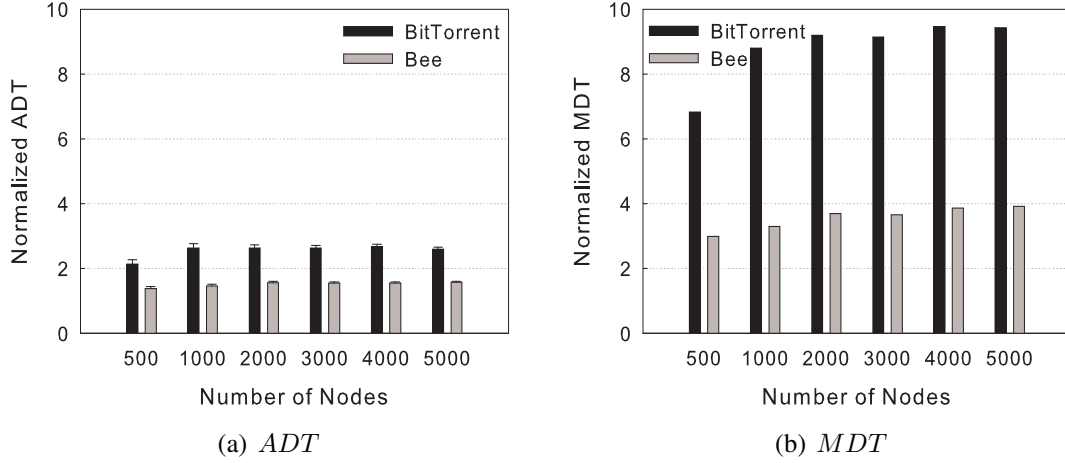 10
8
6
4
2
0
Normalized ADT
BitTorrent
Bee
500 1000 2000 3000 4000 5000
Number of Nodes
(a) ADT
10
8
6
4
2
0
Normalized MDT
BitTorrent
Bee
500 1000 2000 3000 4000 5000
Number of Nodes
(b) MDT